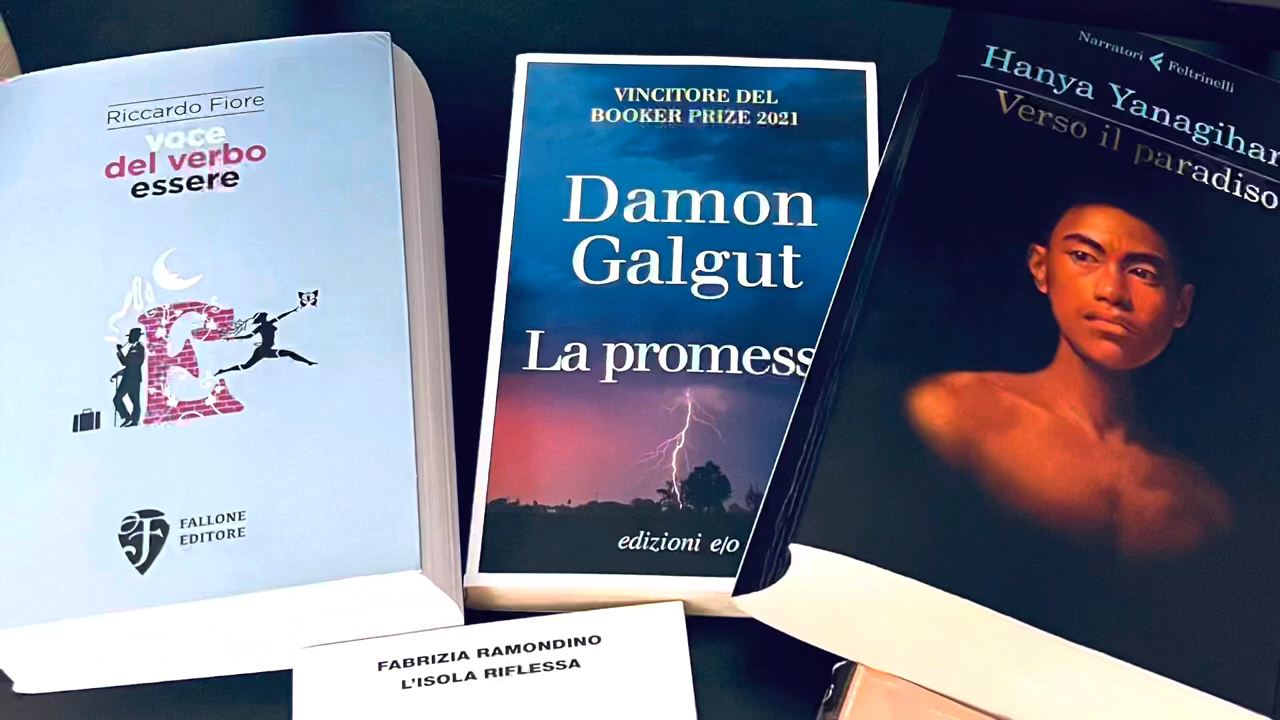 Riccardo Fiore
voce
del verbo
essere
FALLONE
EDITORE
VINCITORE DEL
BOOKER PRIZE 2021
Damon
Galgut
La promess
edizioni e/o
Narratori Feltrinelli
Hanya Yanagihar
Verso il paradiso
FABRIZIA RAMONDINO
L'ISOLA RIFLESSA